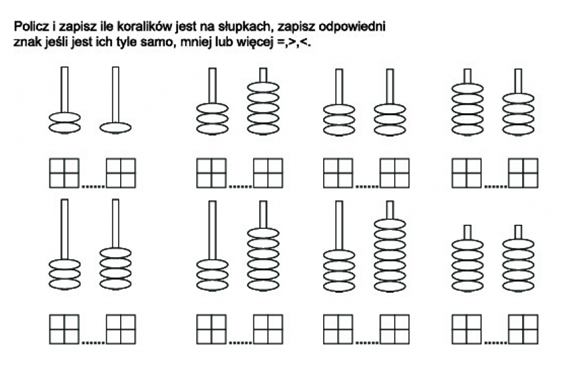 Policz i zapisz ile koralików jest na słupkach, zapisz odpowiedni
znak jeśli jest ich tyle samo, mniej lub więcej =,>,<.